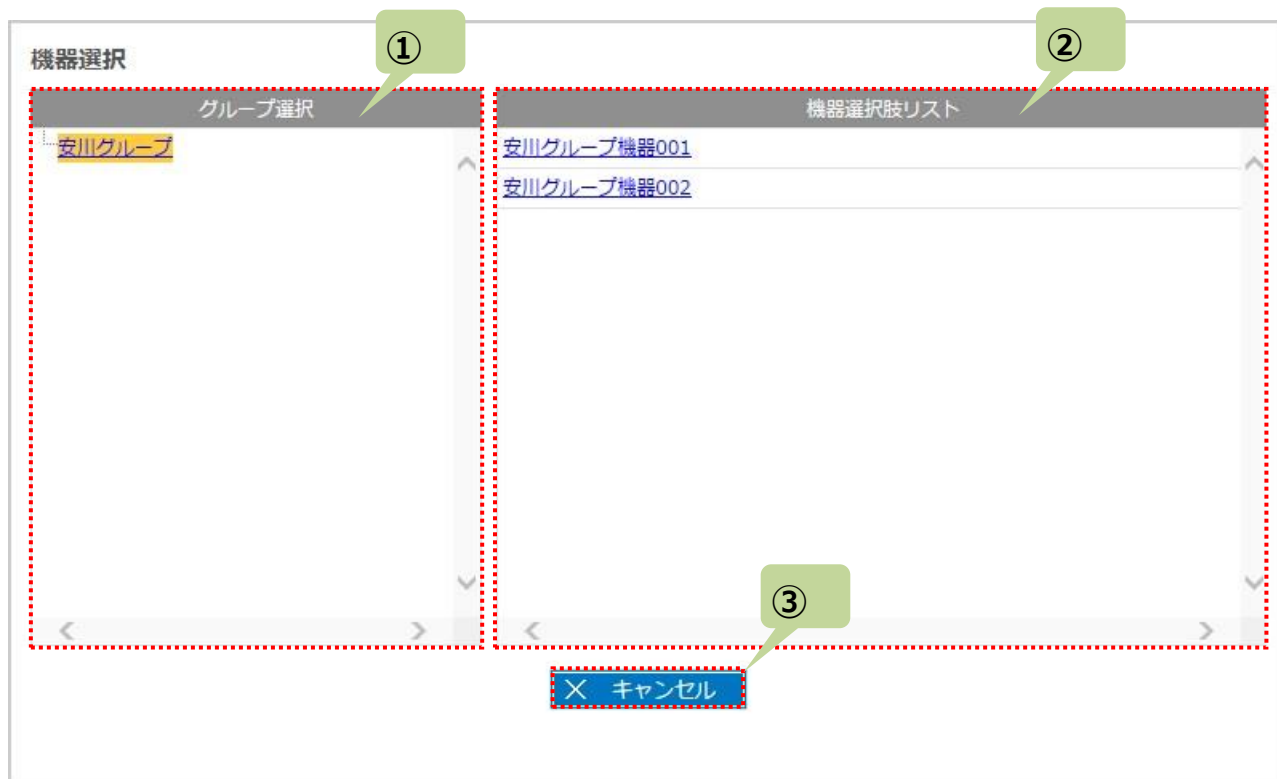 機器選択
①
②
グループ選択
機器選択肢リスト
安川グループ
安川グループ機器001
安川グループ機器002
③
× キャンセル